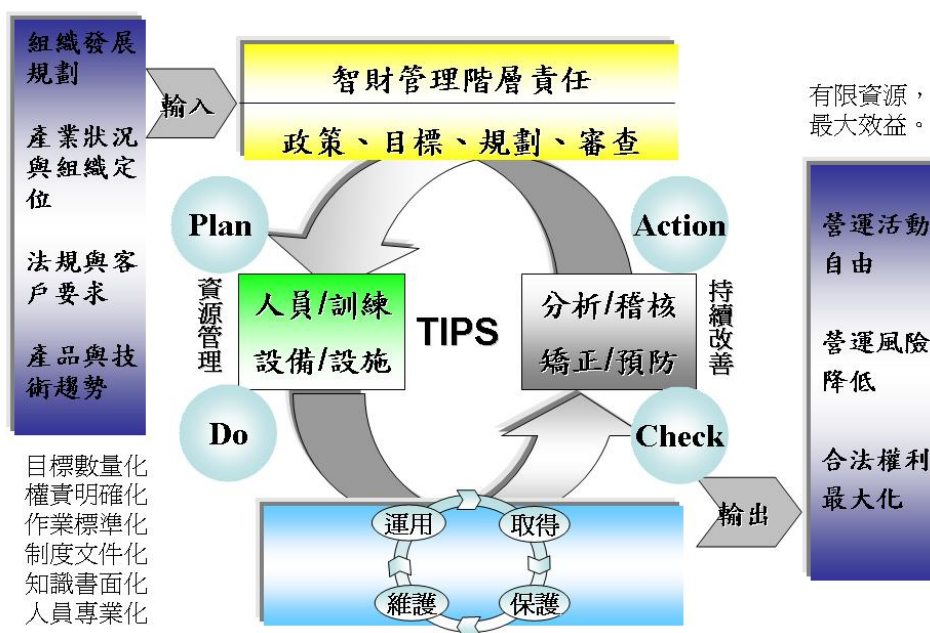 組織發展
規劃
產業狀況
與組織定
位
法規與客
戶要求
產品與技
術趨勢
輸入
智財管理階層責任
政策、目標、規劃、審查
有限資源，
最大效益。
Plan
Action
資源管理
人員/訓練
設備/設施
TIPS
分析/稽核
矯正/預防
持續改善
Do
Check
運用
取得
維護
保護
輸出
營運活動
自由
營運風險
降低
合法權利
最大化
目標數量化
權責明確化
作業標準化
制度文件化
知識書面化
人員專業化